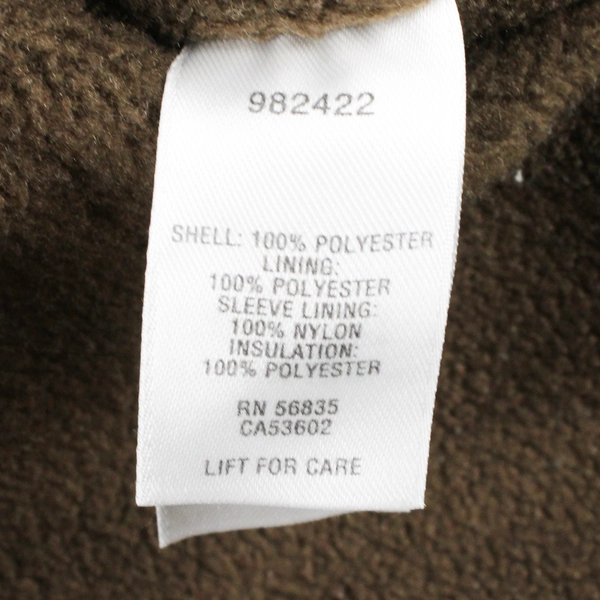 982422
SHELL: 100% POLYESTER
LINING:
100% POLYESTER
SLEEVE LINING:
100% NYLON
INSULATION:
100% POLYESTER
RN 56835
CA53602
LIFT FOR CARE